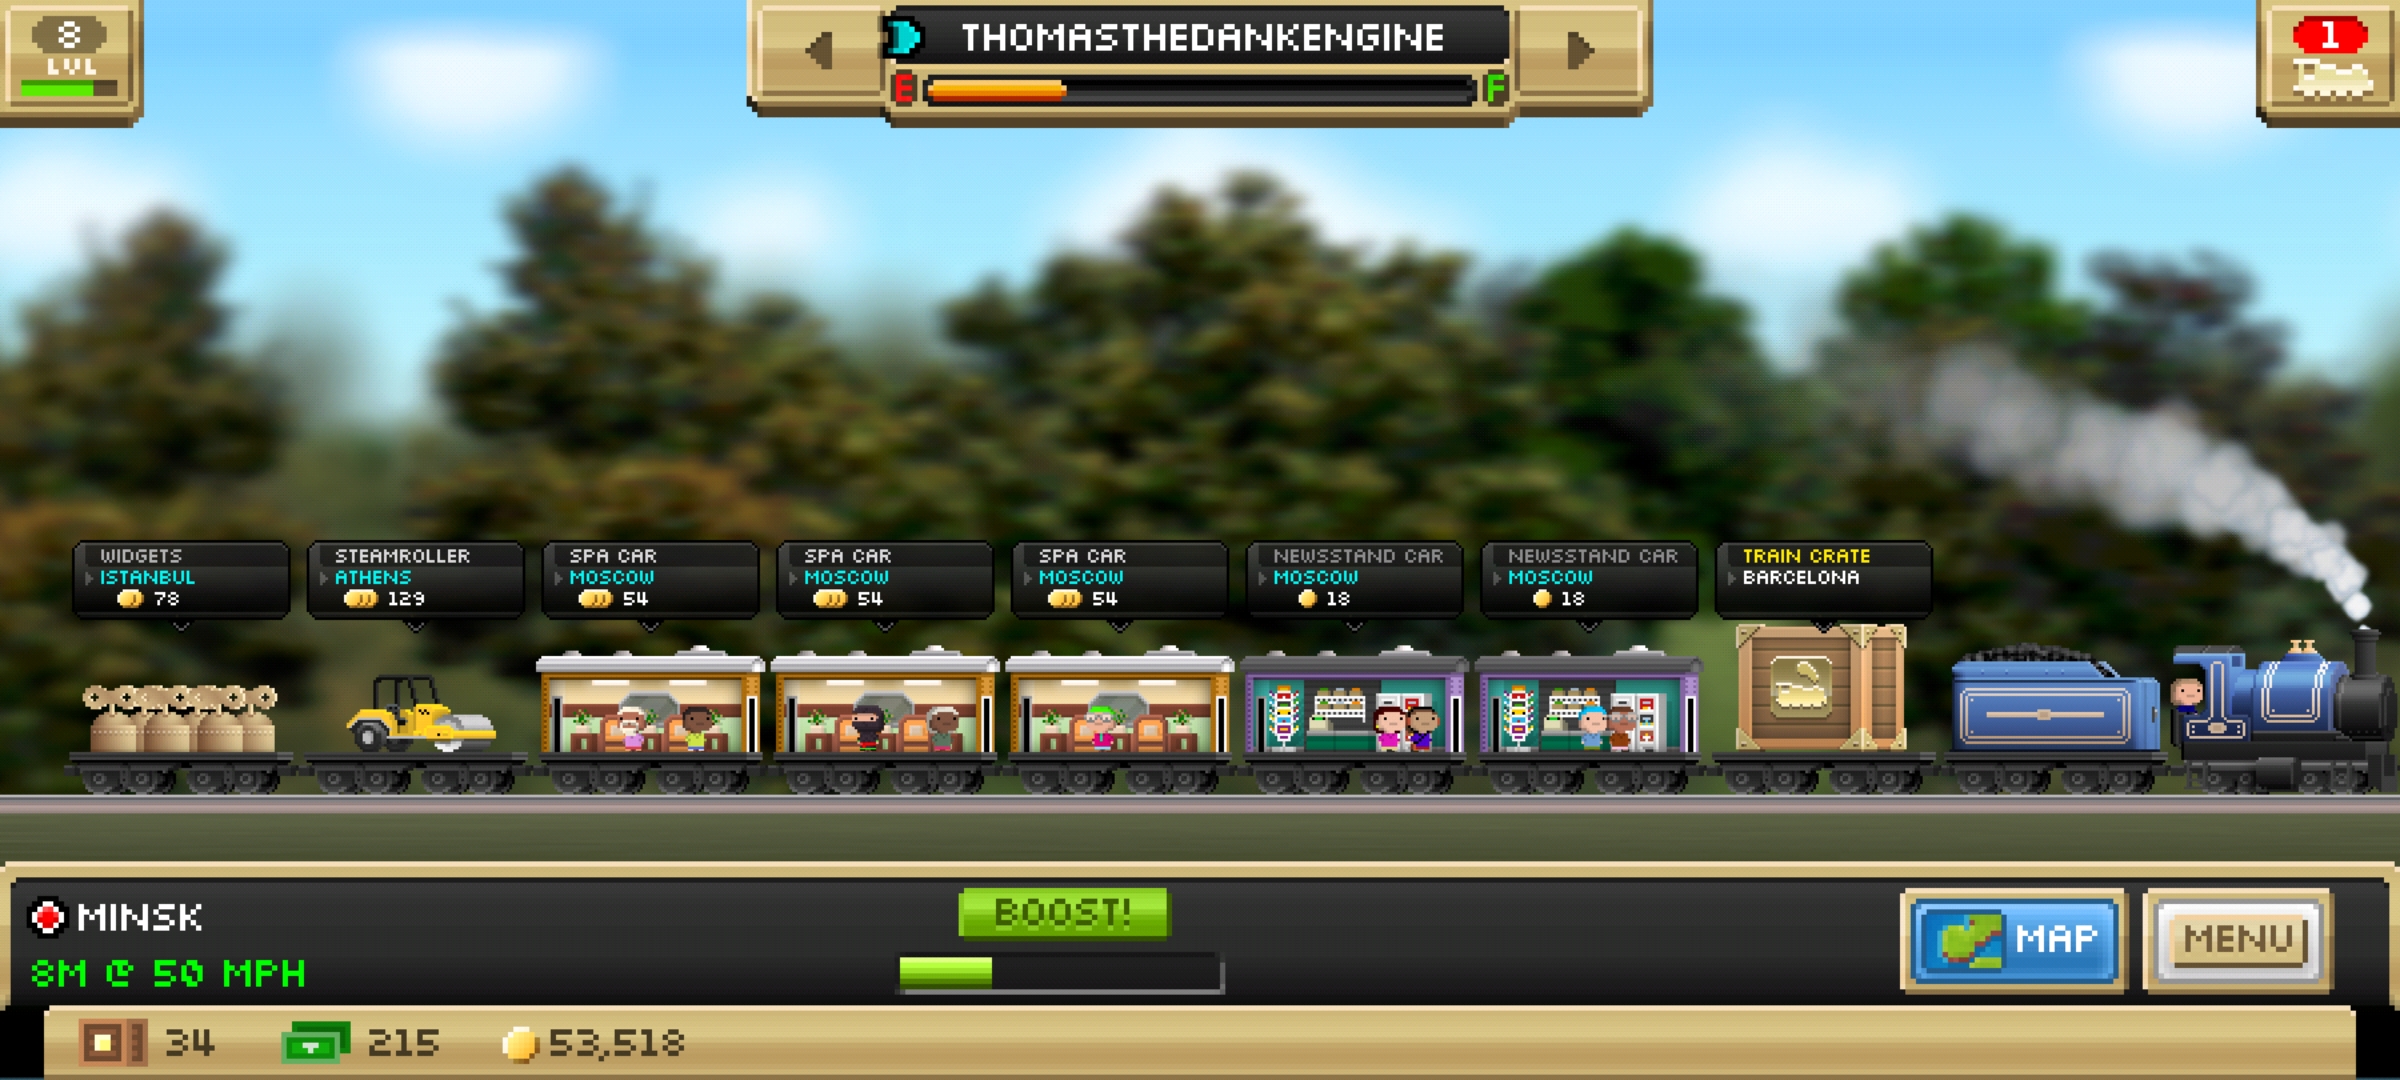 8
LVL
THOMASTHEDANKENGINE
E F
1
WIDGETS
ISTANBUL
78
STEAMROLLER
ATHENS
129
SPA CAR
MOSCOW
54
SPA CAR
MOSCOW
54
SPA CAR
MOSCOW
54
NEWSSTAND CAR
MOSCOW
18
NEWSSTAND CAR
MOSCOW
18
TRAIN CRATE
BARCELONA
MINSK
8M @ 50 MPH
BOOST!
MAP
MENU
34
215
53,518